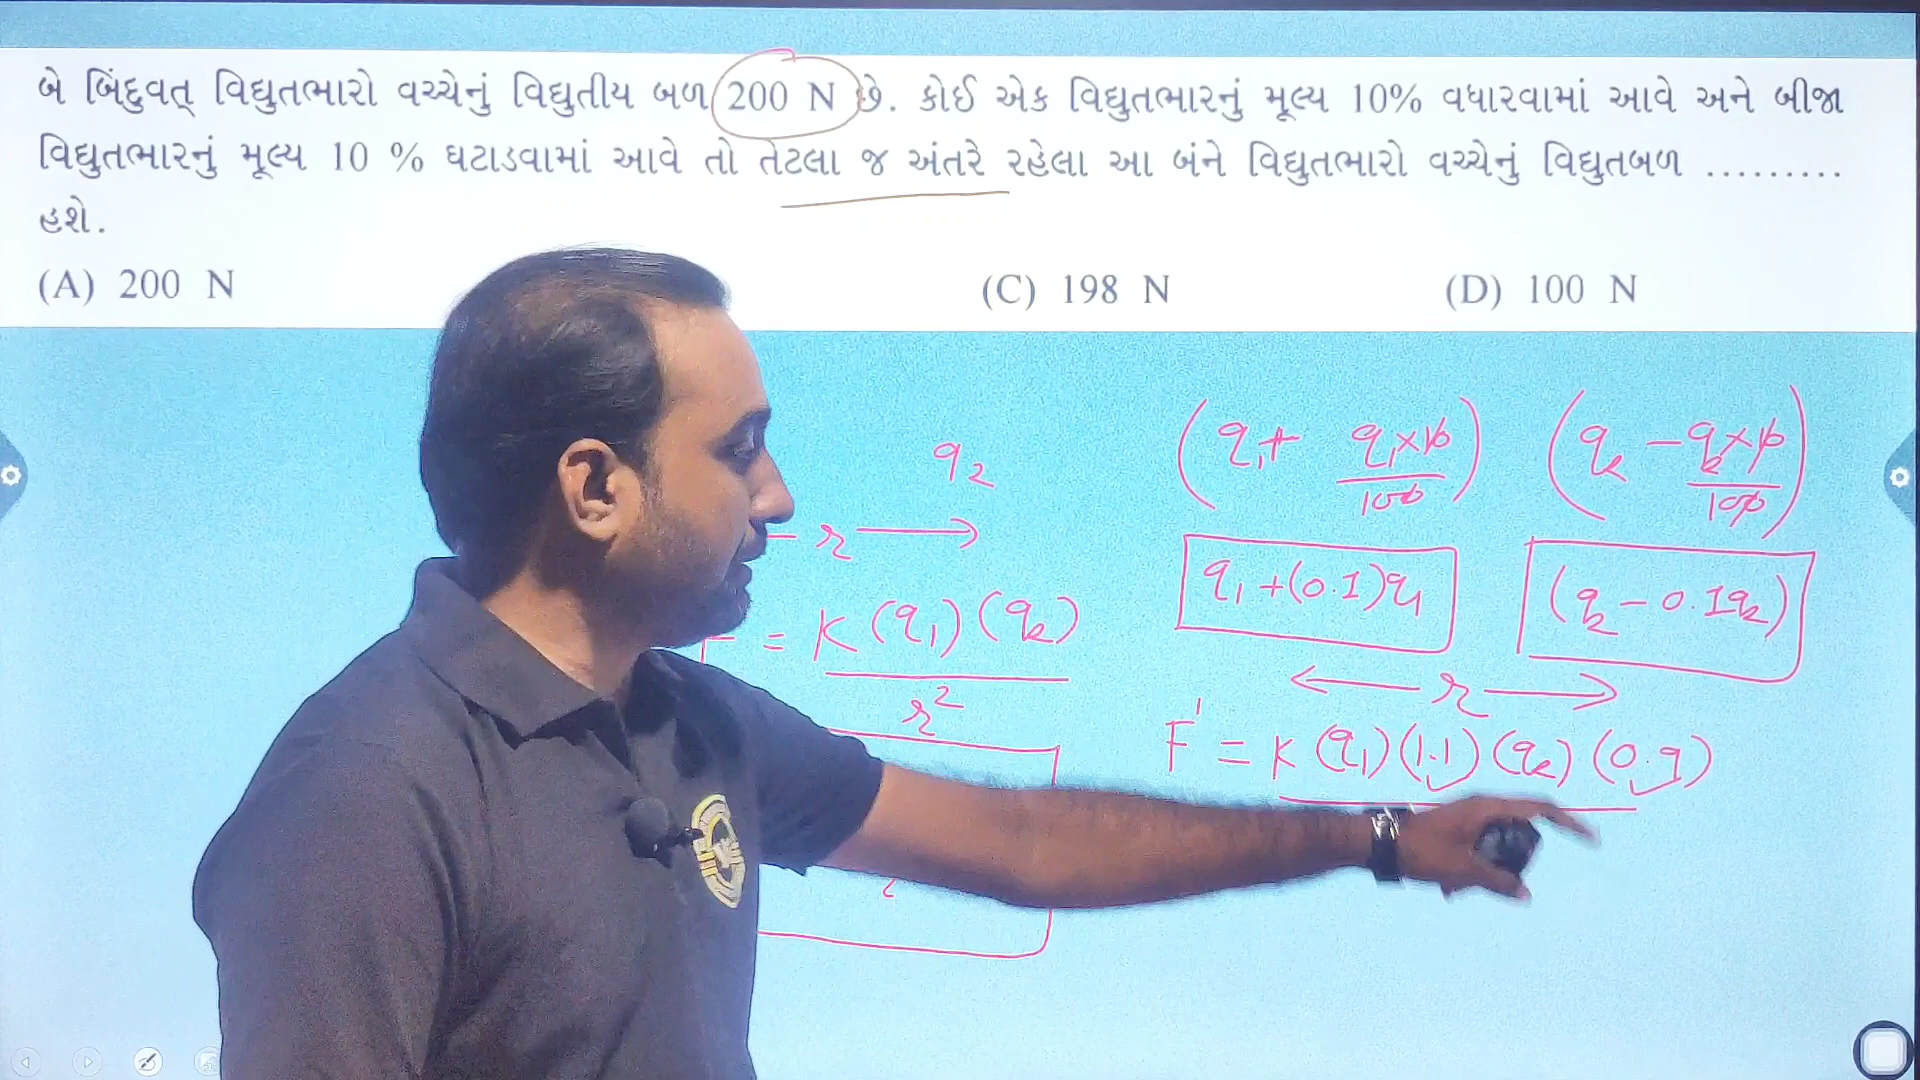 બે બિંદુવત્ વિદ્યુતભારો વચ્ચેનું વિદ્યુતીય બળ 200 N છે. કોઈ એક વિદ્યુતભારનું મૂલ્ય 10% વધારવામાં આવે અને બીજા
વિદ્યુતભારનું મૂલ્ય 10 % ઘટાડવામાં આવે તો તેટલા જ અંતરે રહેલા આ બંને વિદ્યુતભારો વચ્ચેનું વિદ્યુતબળ .........
હશે.
(A) 200 N (C) 198 N (D) 100 N
q₂ (q₁ + q₁×10/100) (q₂ − q₂×10/100)
r
q₁ + (0.1)q₁ (q₂ − 0.1q₂)
= K (q₁) (q₂) / r²
r
F' = K (q₁) (1.1) (q₂) (0.9)